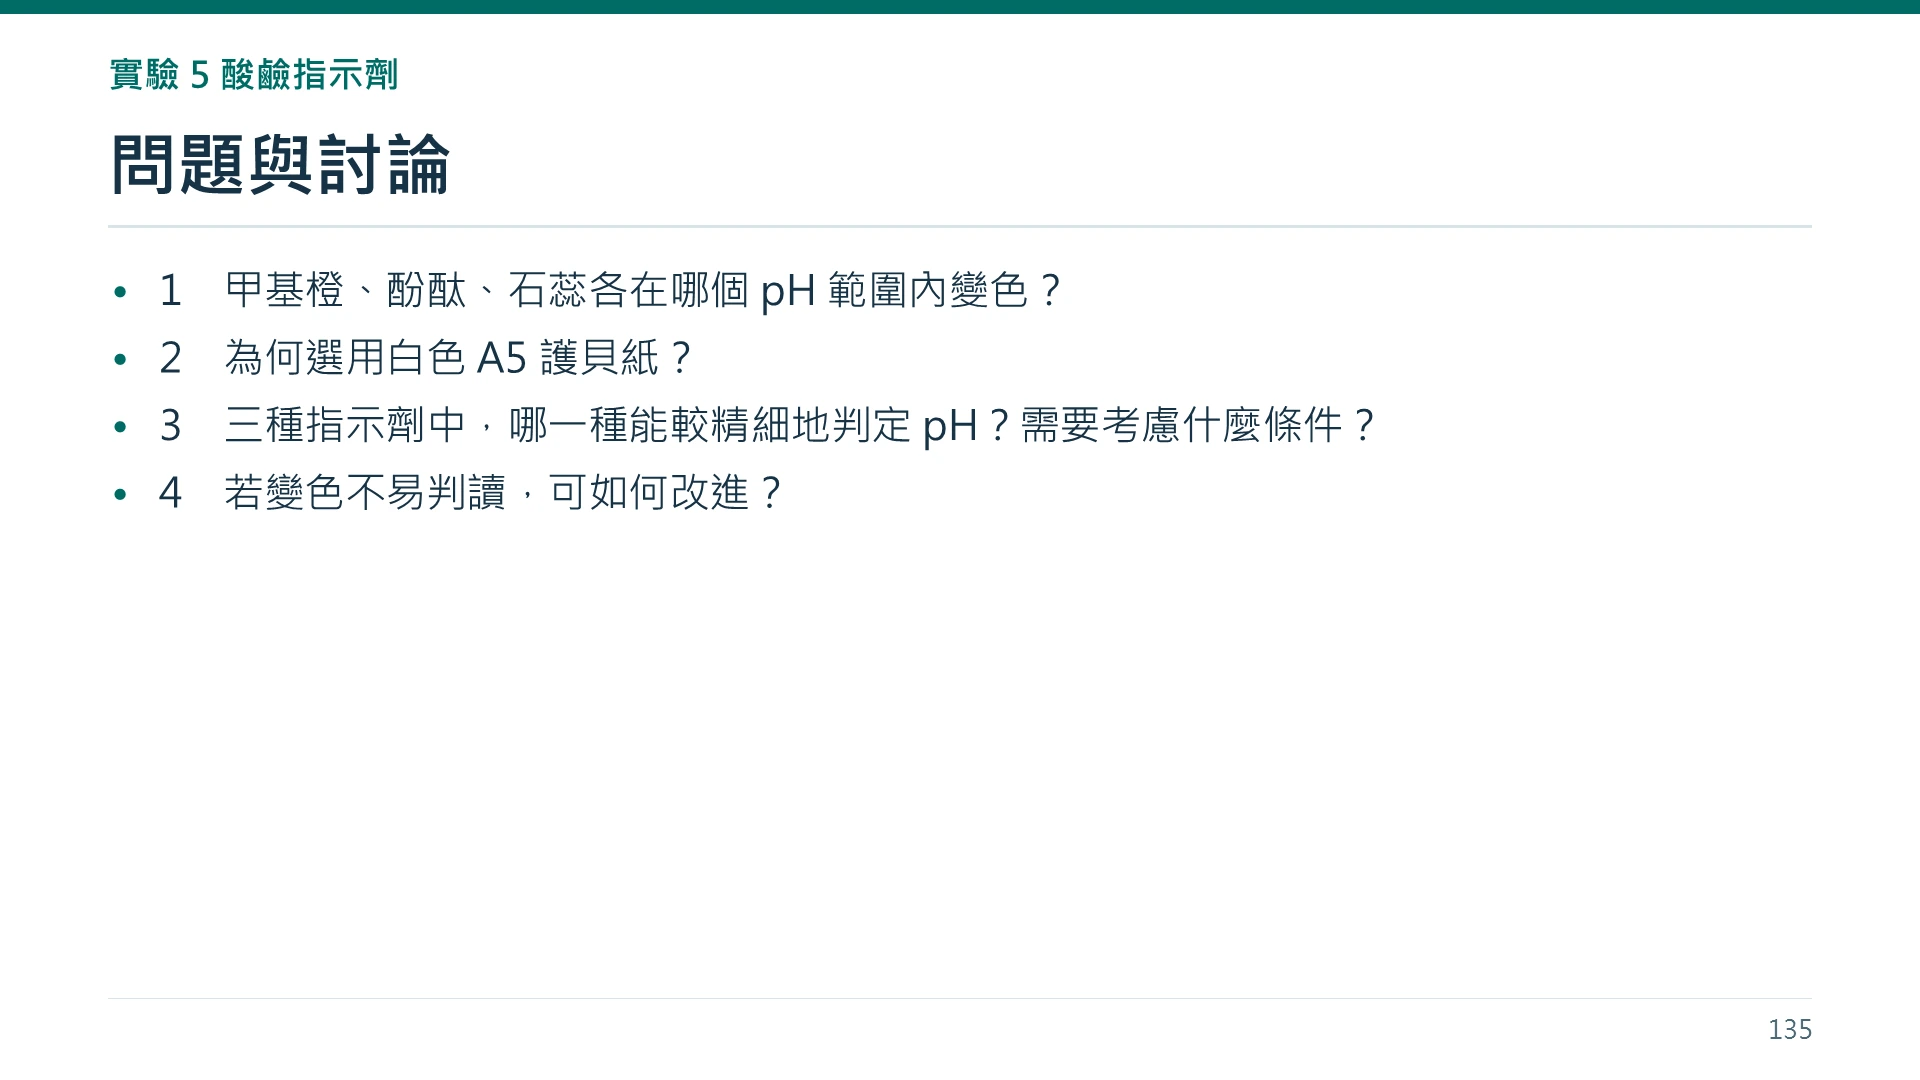 實驗 5 酸鹼指示劑
問題與討論
• 1 甲基橙、酚酞、石蕊各在哪個 pH 範圍內變色？
• 2 為何選用白色 A5 護貝紙？
• 3 三種指示劑中，哪一種能較精細地判定 pH？需要考慮什麼條件？
• 4 若變色不易判讀，可如何改進？
135